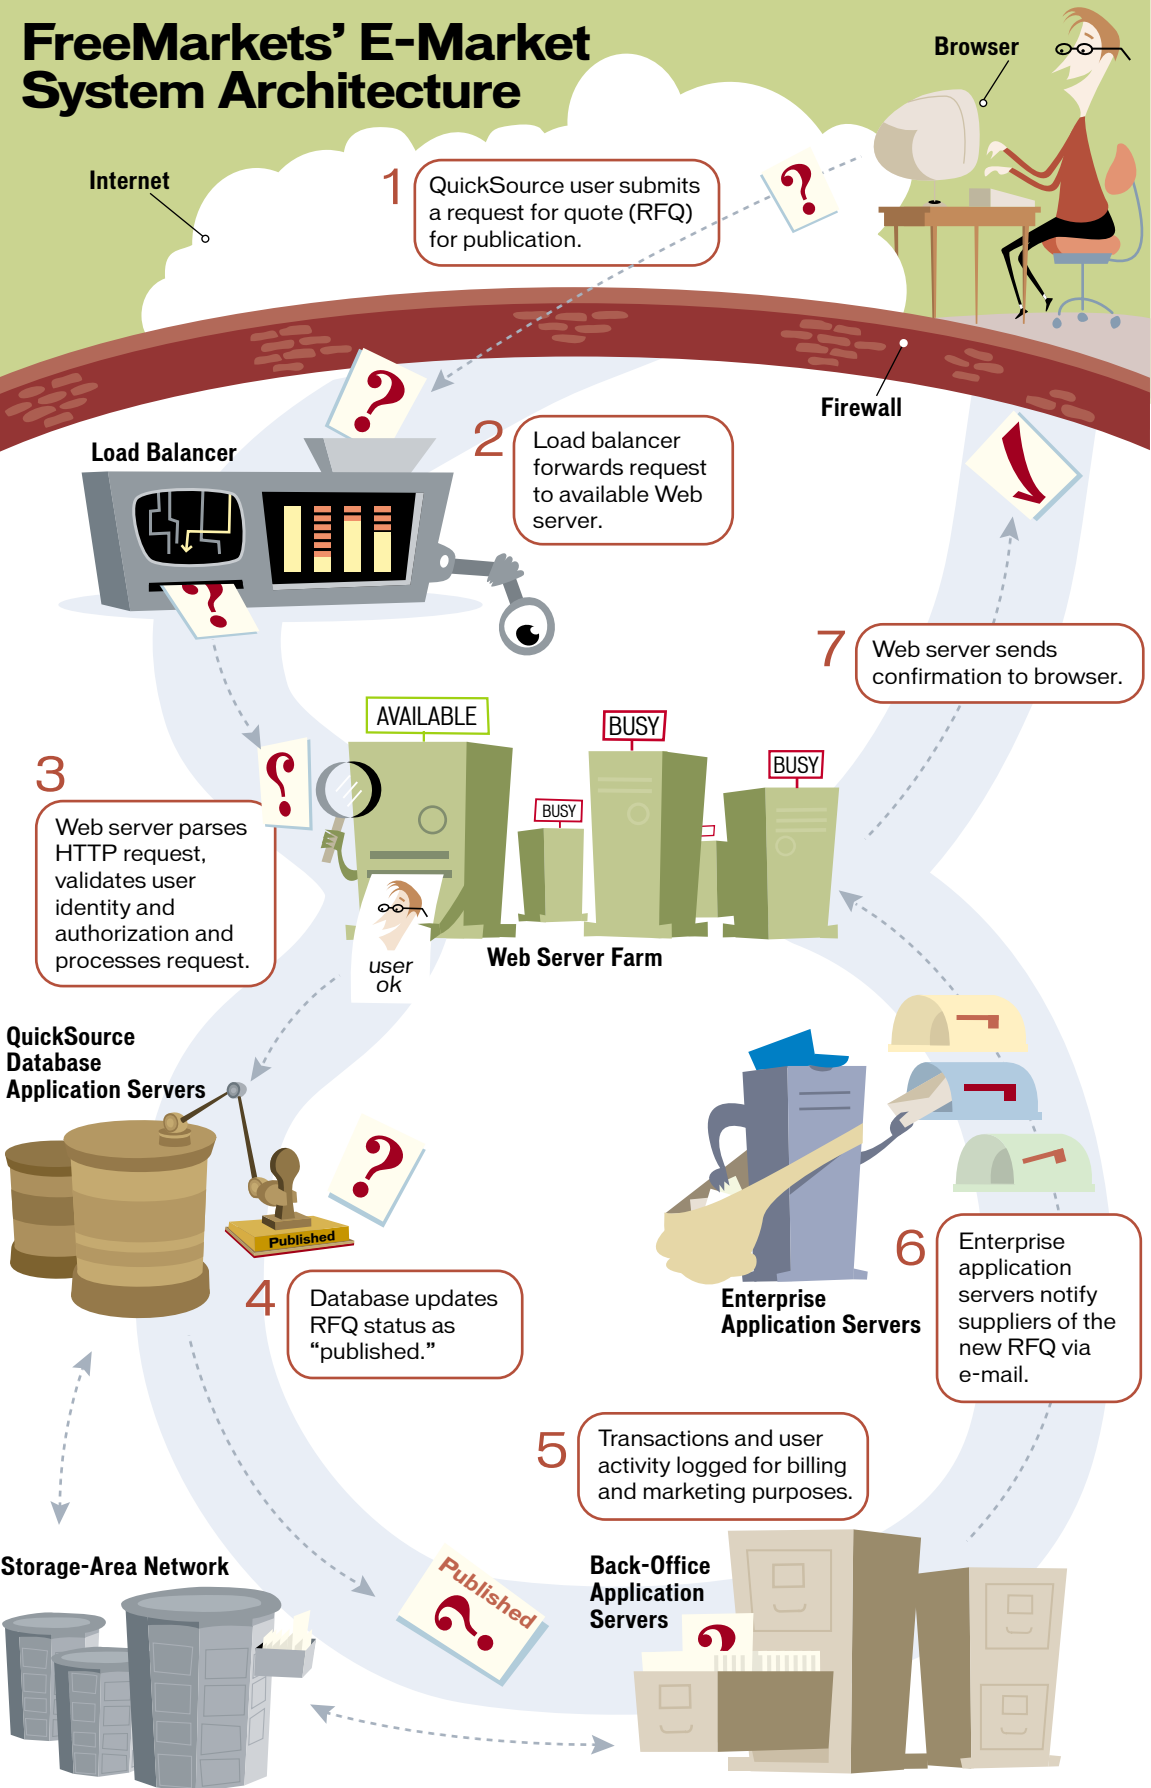 FreeMarkets’ E-Market
System Architecture
Browser
Internet
1
QuickSource user submits
a request for quote (RFQ)
for publication.
?
Firewall
?
Load Balancer
2
Load balancer
forwards request
to available Web
server.
?
!
7
Web server sends
confirmation to browser.
AVAILABLE
BUSY
BUSY
BUSY
?
3
Web server parses
HTTP request,
validates user
identity and
authorization and
processes request.
user
ok
Web Server Farm
QuickSource
Database
Application Servers
?
Published
4
Database updates
RFQ status as
“published.”
Enterprise
Application Servers
6
Enterprise
application
servers notify
suppliers of the
new RFQ via
e-mail.
5
Transactions and user
activity logged for billing
and marketing purposes.
Storage-Area Network
Published
?
Back-Office
Application
Servers
?